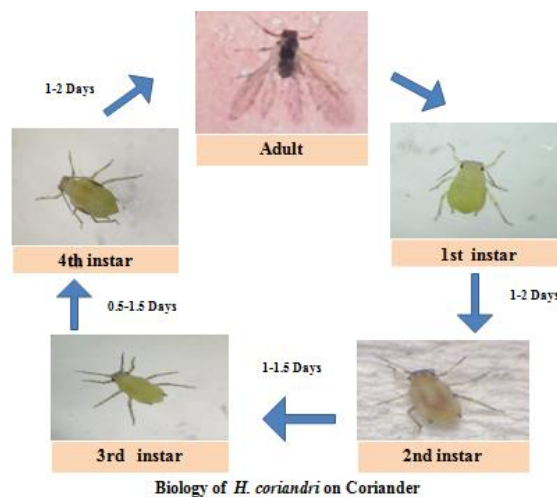 Adult
1-2 Days
1st instar
4th instar
1-2 Days
0.5-1.5 Days
1-1.5 Days
2nd instar
3rd instar
Biology of H. coriandri on Coriander